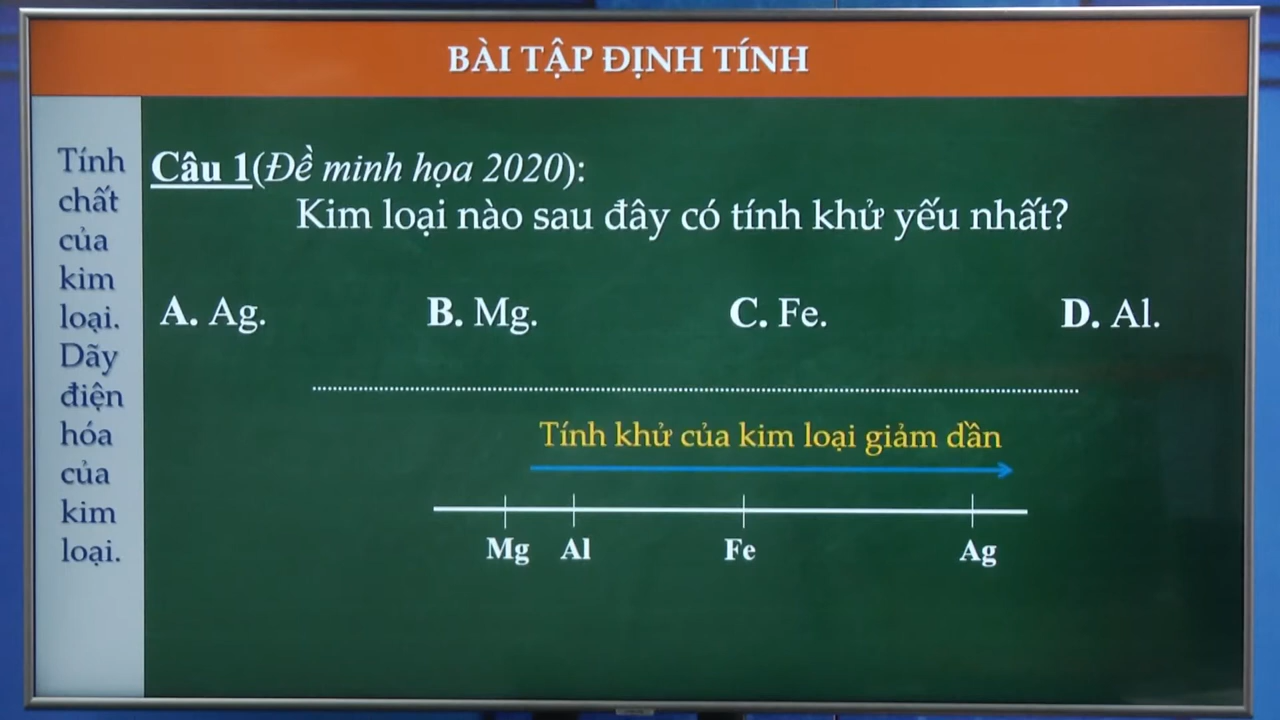 BÀI TẬP ĐỊNH TÍNH
Tính
chất
của
kim
loại.
Dãy
điện
hóa
của
kim
loại.
Câu 1(Đề minh họa 2020):
Kim loại nào sau đây có tính khử yếu nhất?
A. Ag. B. Mg. C. Fe. D. Al.
Tính khử của kim loại giảm dần
Mg Al Fe Ag